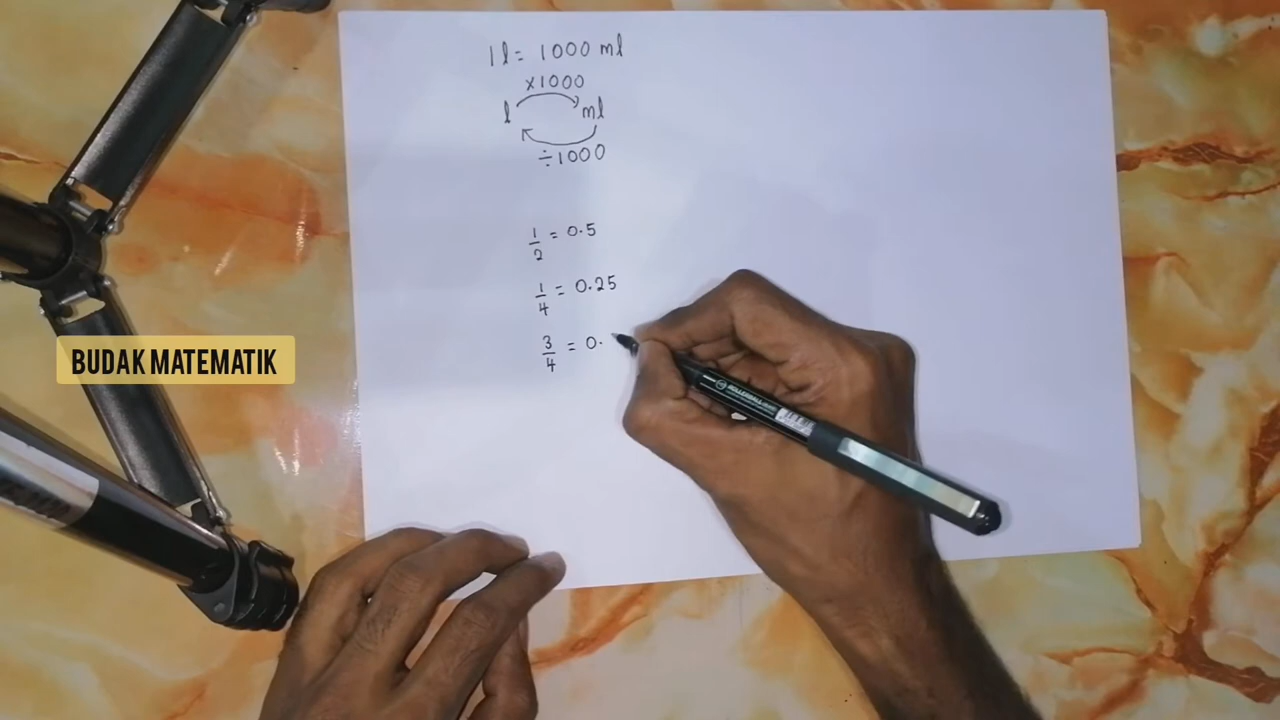 1l = 1000 ml
×1000
l ml
÷1000
1/2 = 0.5
1/4 = 0.25
3/4 = 0.
BUDAK MATEMATIK
ROLLERBALL